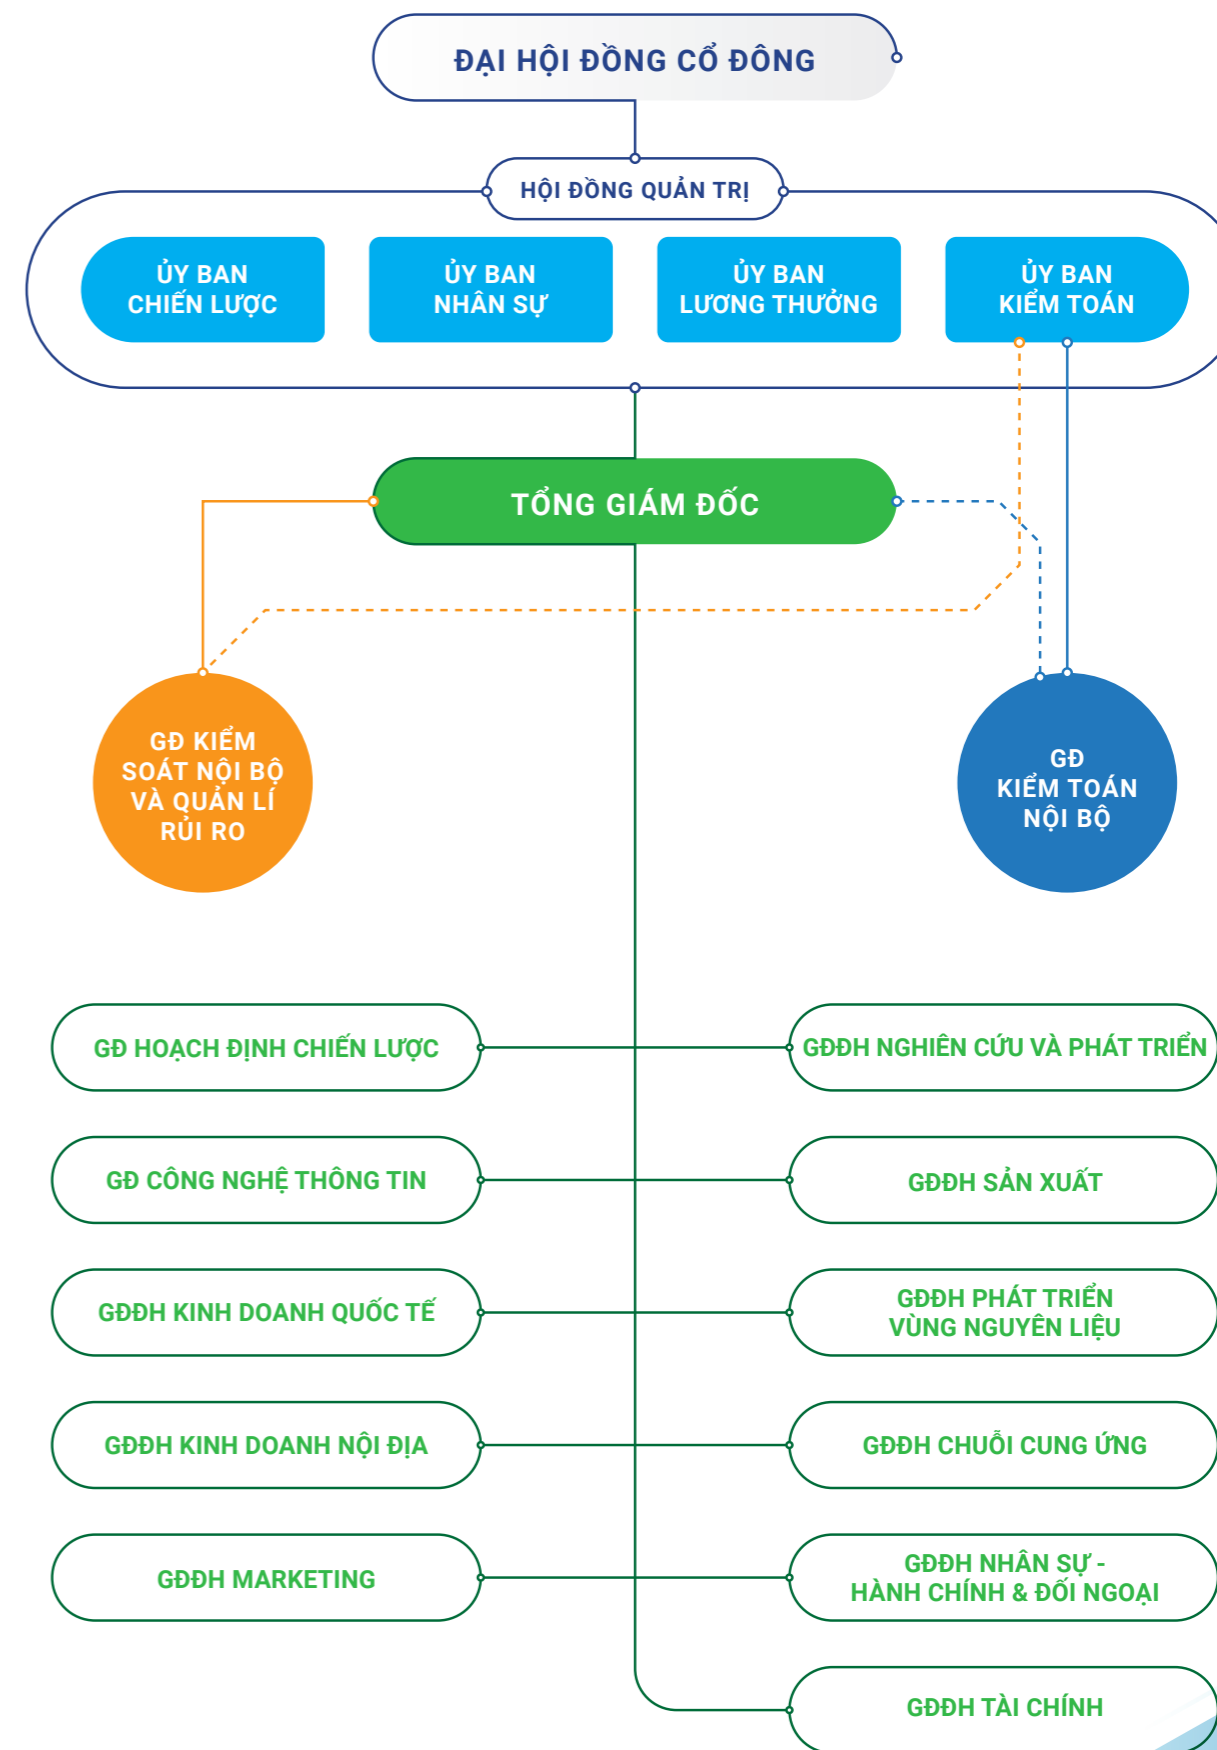 ĐẠI HỘI ĐỒNG CỔ ĐÔNG
HỘI ĐỒNG QUẢN TRỊ
ỦY BAN
CHIẾN LƯỢC
ỦY BAN
NHÂN SỰ
ỦY BAN
LƯƠNG THƯỞNG
ỦY BAN
KIỂM TOÁN
TỔNG GIÁM ĐỐC
GĐ KIỂM
SOÁT NỘI BỘ
VÀ QUẢN LÍ
RỦI RO
GĐ
KIỂM TOÁN
NỘI BỘ
GĐ HOẠCH ĐỊNH CHIẾN LƯỢC
GĐĐH NGHIÊN CỨU VÀ PHÁT TRIỂN
GĐ CÔNG NGHỆ THÔNG TIN
GĐĐH SẢN XUẤT
GĐĐH KINH DOANH QUỐC TẾ
GĐĐH PHÁT TRIỂN
VÙNG NGUYÊN LIỆU
GĐĐH KINH DOANH NỘI ĐỊA
GĐĐH CHUỖI CUNG ỨNG
GĐĐH MARKETING
GĐĐH NHÂN SỰ -
HÀNH CHÍNH & ĐỐI NGOẠI
GĐĐH TÀI CHÍNH